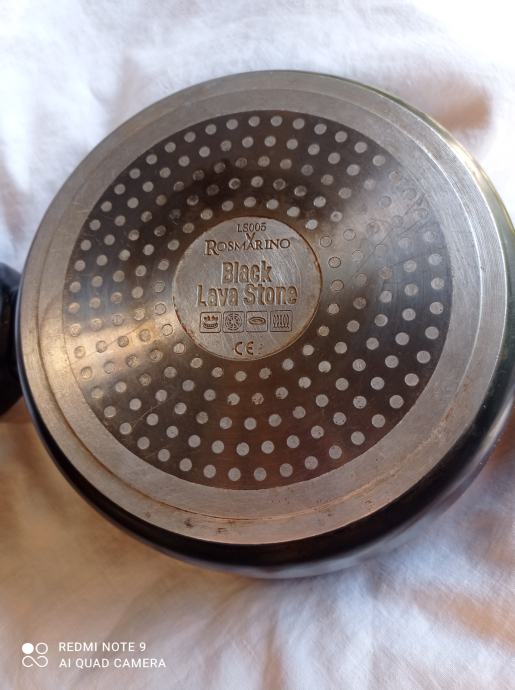 LS005
ROSMARINO
Black
Lava Stone
CE
REDMI NOTE 9
AI QUAD CAMERA